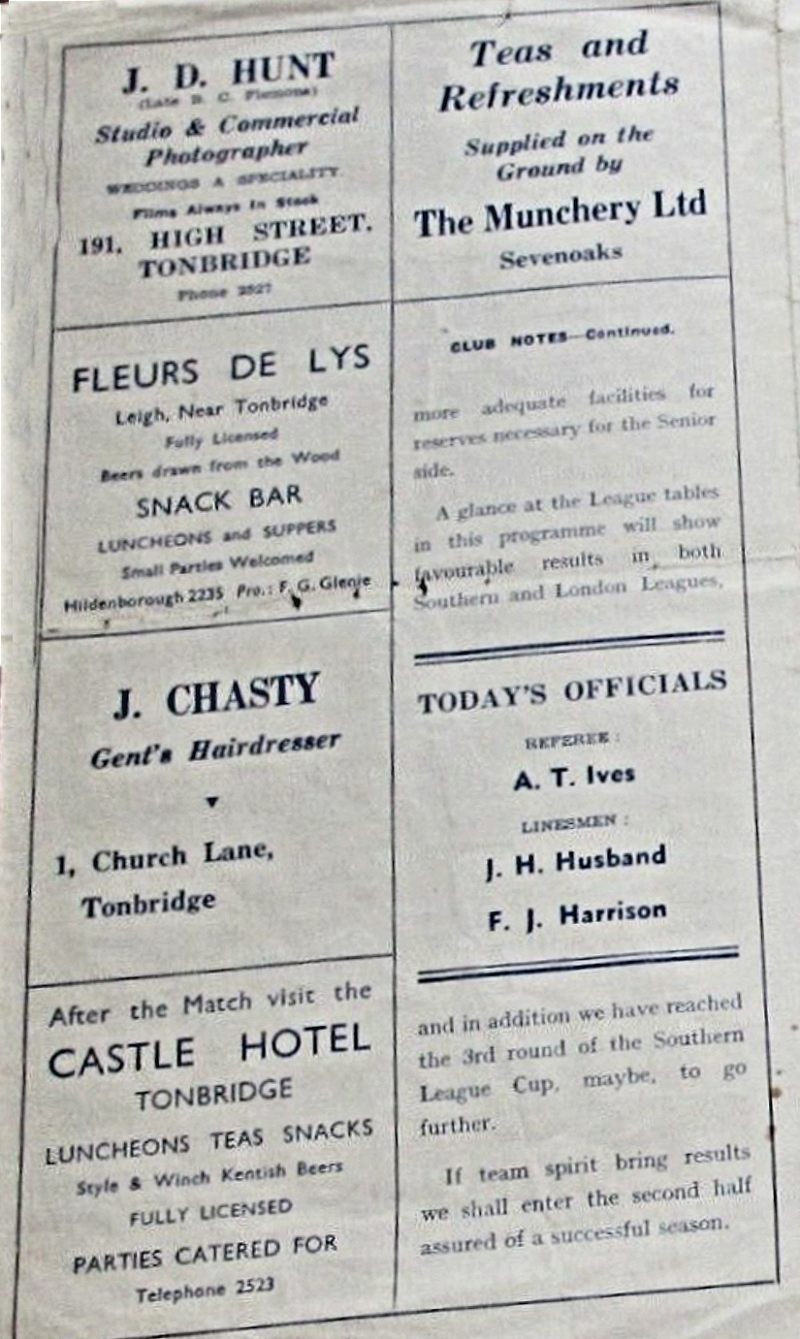 J. D. HUNT
(Late B. C. Flemons)
Studio & Commercial
Photographer
WEDDINGS A SPECIALITY
Films Always In Stock
191, HIGH STREET,
TONBRIDGE
Phone 2827
FLEURS DE LYS
Leigh, Near Tonbridge
Fully Licensed
Beers drawn from the Wood
SNACK BAR
LUNCHEONS and SUPPERS
Small Parties Welcomed
Hildenborough 2235 Pro.: F. G. Glenie
J. CHASTY
Gent's Hairdresser
1, Church Lane,
Tonbridge
After the Match visit the
CASTLE HOTEL
TONBRIDGE
LUNCHEONS TEAS SNACKS
Style & Winch Kentish Beers
FULLY LICENSED
PARTIES CATERED FOR
Telephone 2523
Teas and
Refreshments
Supplied on the
Ground by
The Munchery Ltd
Sevenoaks
CLUB NOTES—Continued.
more adequate facilities for
reserves necessary for the Senior
side.
A glance at the League tables
in this programme will show
favourable results in both
Southern and London Leagues,
TODAY'S OFFICIALS
REFEREE :
A. T. Ives
LINESMEN :
J. H. Husband
F. J. Harrison
and in addition we have reached
the 3rd round of the Southern
League Cup, maybe, to go
further.
If team spirit bring results
we shall enter the second half
assured of a successful season.